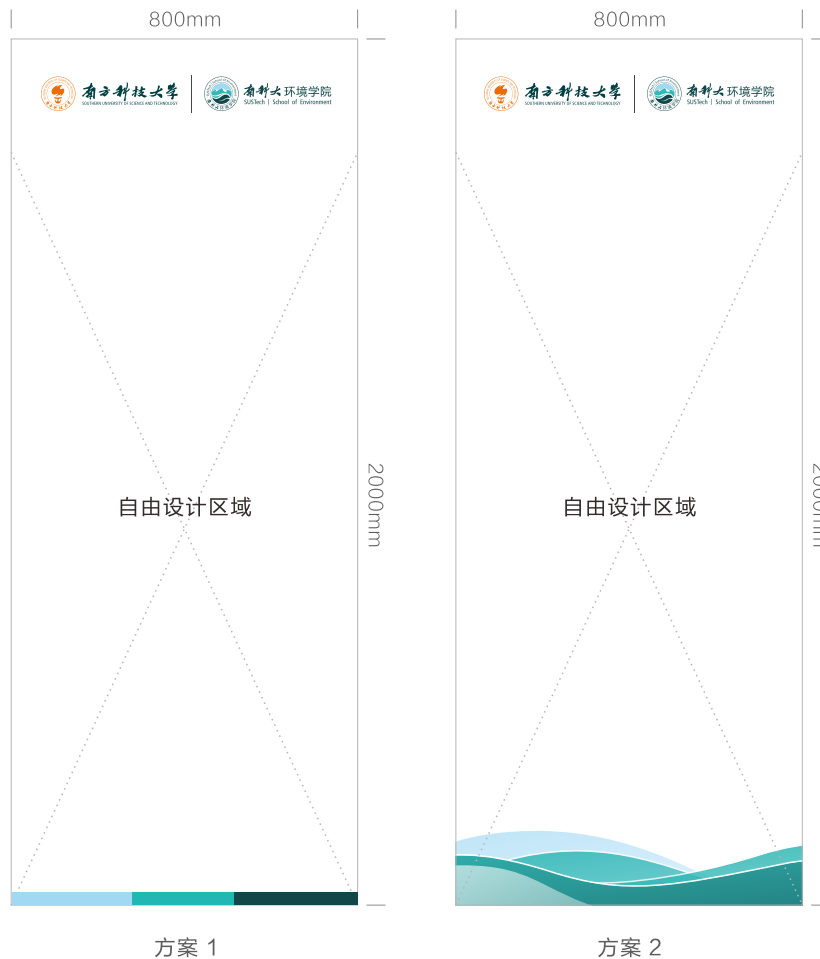 800mm
800mm
南方科技大学
SOUTHERN UNIVERSITY OF SCIENCE AND TECHNOLOGY
南科大环境学院
SUSTech | School of Environment
南方科技大学
SOUTHERN UNIVERSITY OF SCIENCE AND TECHNOLOGY
南科大环境学院
SUSTech | School of Environment
自由设计区域
2000mm
自由设计区域
2000mm
方案 1
方案 2